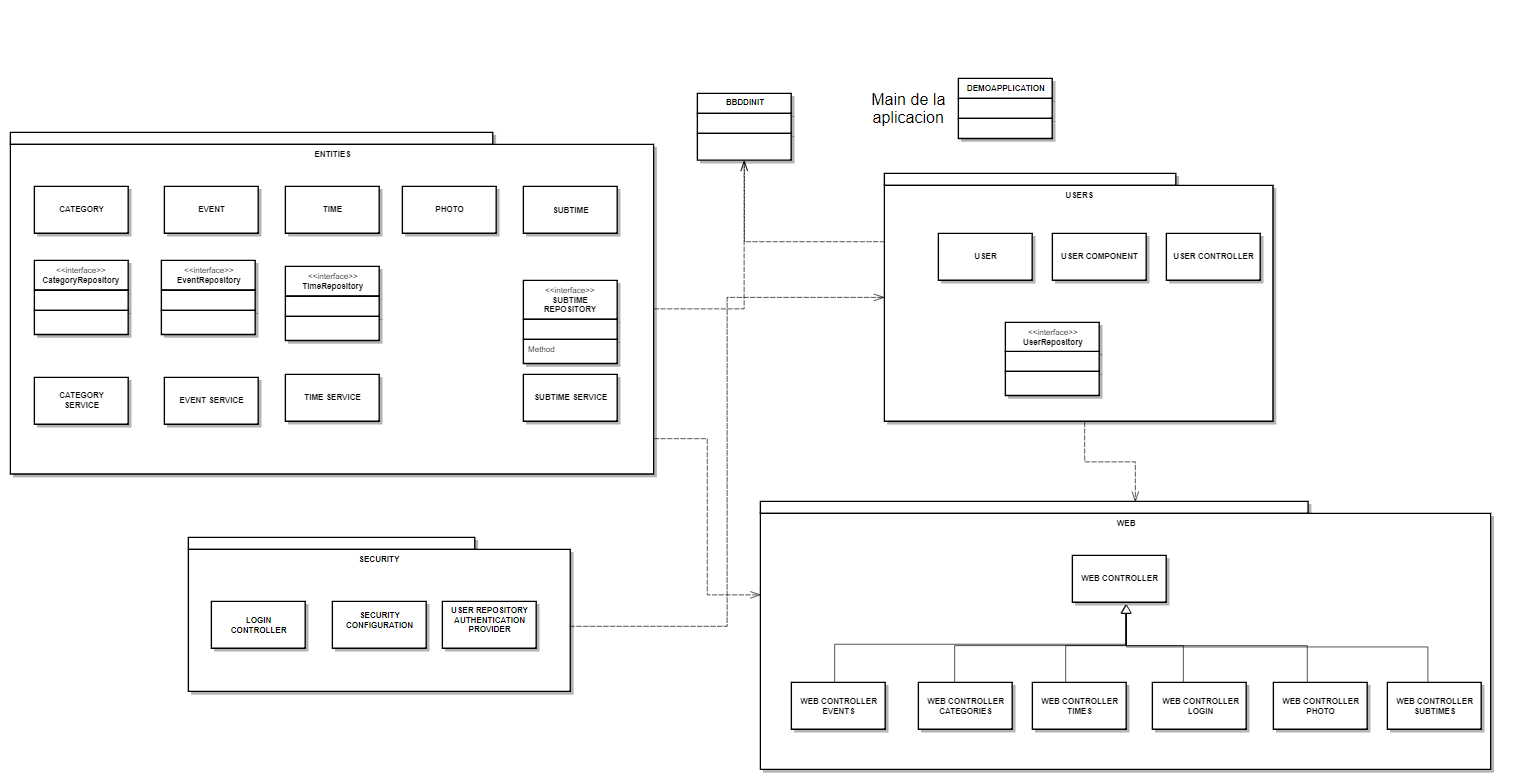 BBDDINIT
Main de la
aplicacion
DEMOAPPLICATION
ENTITIES
CATEGORY
EVENT
TIME
PHOTO
SUBTIME
<<interface>>
CategoryRepository
<<interface>>
EventRepository
<<interface>>
TimeRepository
<<interface>>
SUBTIME
REPOSITORY
Method
CATEGORY
SERVICE
EVENT SERVICE
TIME SERVICE
SUBTIME SERVICE
USERS
USER
USER COMPONENT
USER CONTROLLER
<<interface>>
UserRepository
SECURITY
LOGIN
CONTROLLER
SECURITY
CONFIGURATION
USER REPOSITORY
AUTHENTICATION
PROVIDER
WEB
WEB CONTROLLER
WEB CONTROLLER
EVENTS
WEB CONTROLLER
CATEGORIES
WEB CONTROLLER
TIMES
WEB CONTROLLER
LOGIN
WEB CONTROLLER
PHOTO
WEB CONTROLLER
SUBTIMES